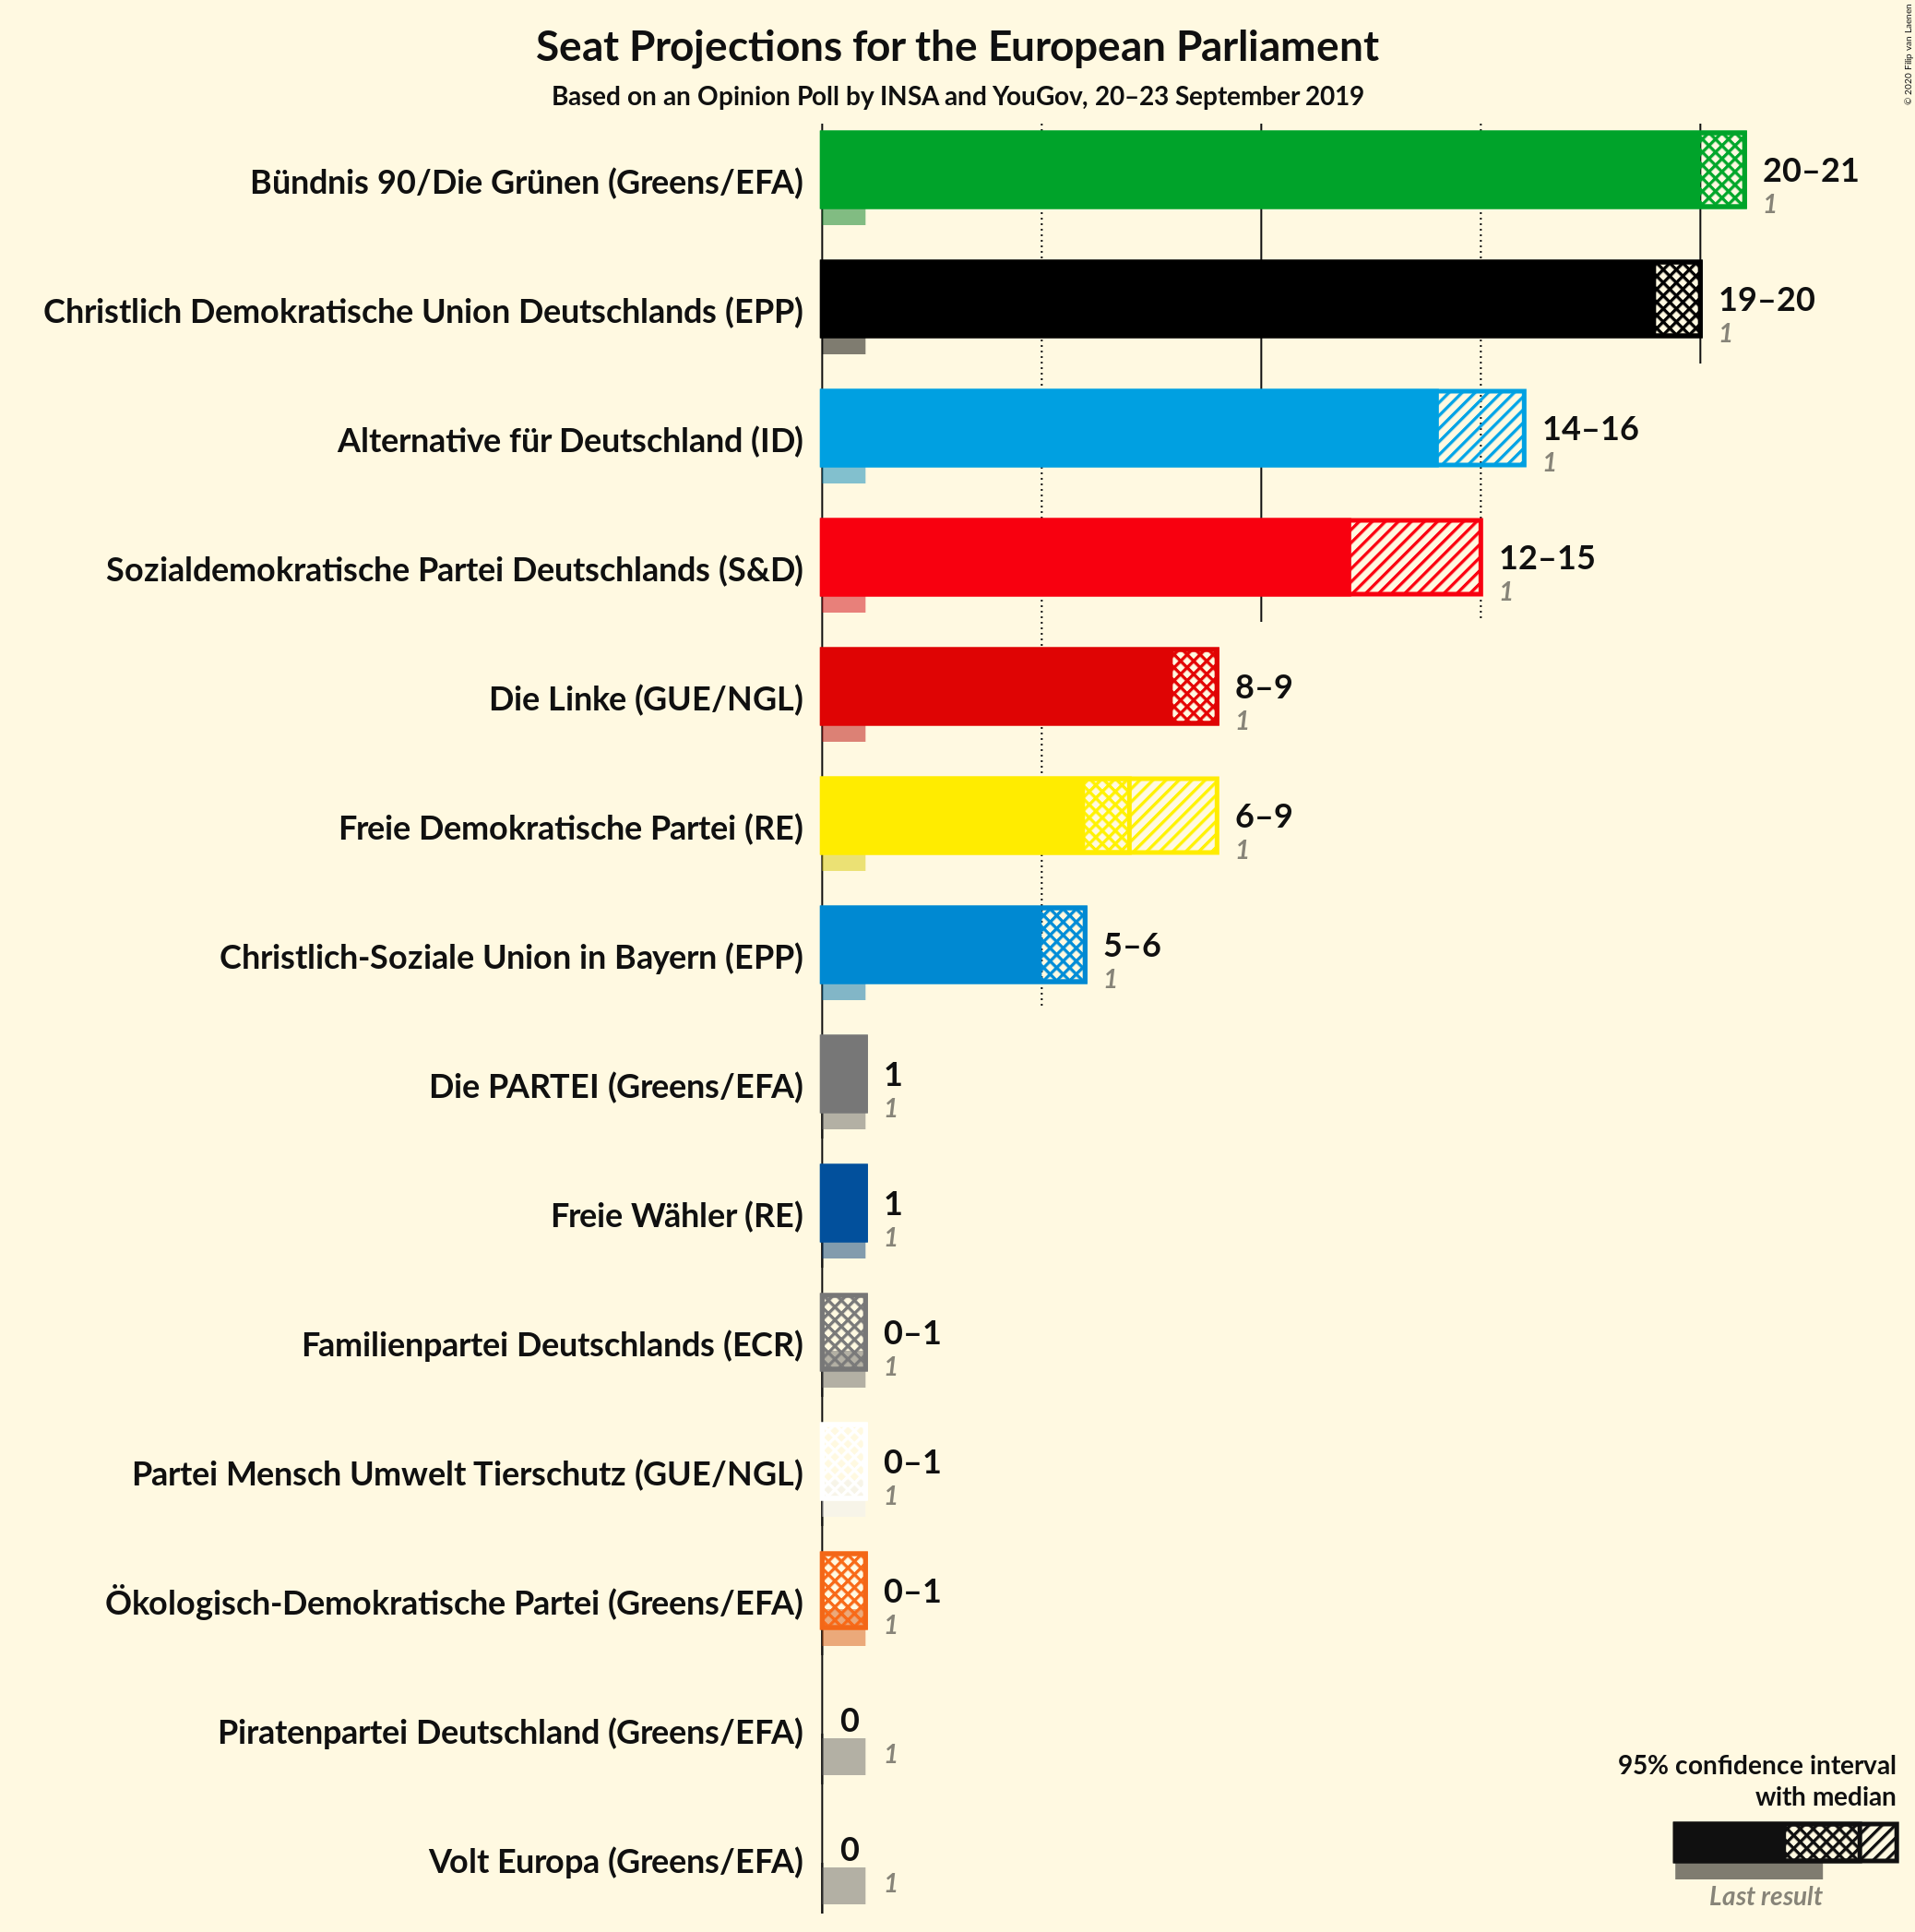 Seat Projections for the European Parliament
Based on an Opinion Poll by INSA and YouGov, 20–23 September 2019
© 2020 Filip van Laenen
Bündnis 90/Die Grünen (Greens/EFA)
20–21
1
Christlich Demokratische Union Deutschlands (EPP)
19–20
1
Alternative für Deutschland (ID)
14–16
1
Sozialdemokratische Partei Deutschlands (S&D)
12–15
1
Die Linke (GUE/NGL)
8–9
1
Freie Demokratische Partei (RE)
6–9
1
Christlich-Soziale Union in Bayern (EPP)
5–6
1
Die PARTEI (Greens/EFA)
1
1
Freie Wähler (RE)
1
1
Familienpartei Deutschlands (ECR)
0–1
1
Partei Mensch Umwelt Tierschutz (GUE/NGL)
0–1
1
Ökologisch-Demokratische Partei (Greens/EFA)
0–1
1
Piratenpartei Deutschland (Greens/EFA)
0
1
Volt Europa (Greens/EFA)
0
1
95% confidence interval
with median
Last result